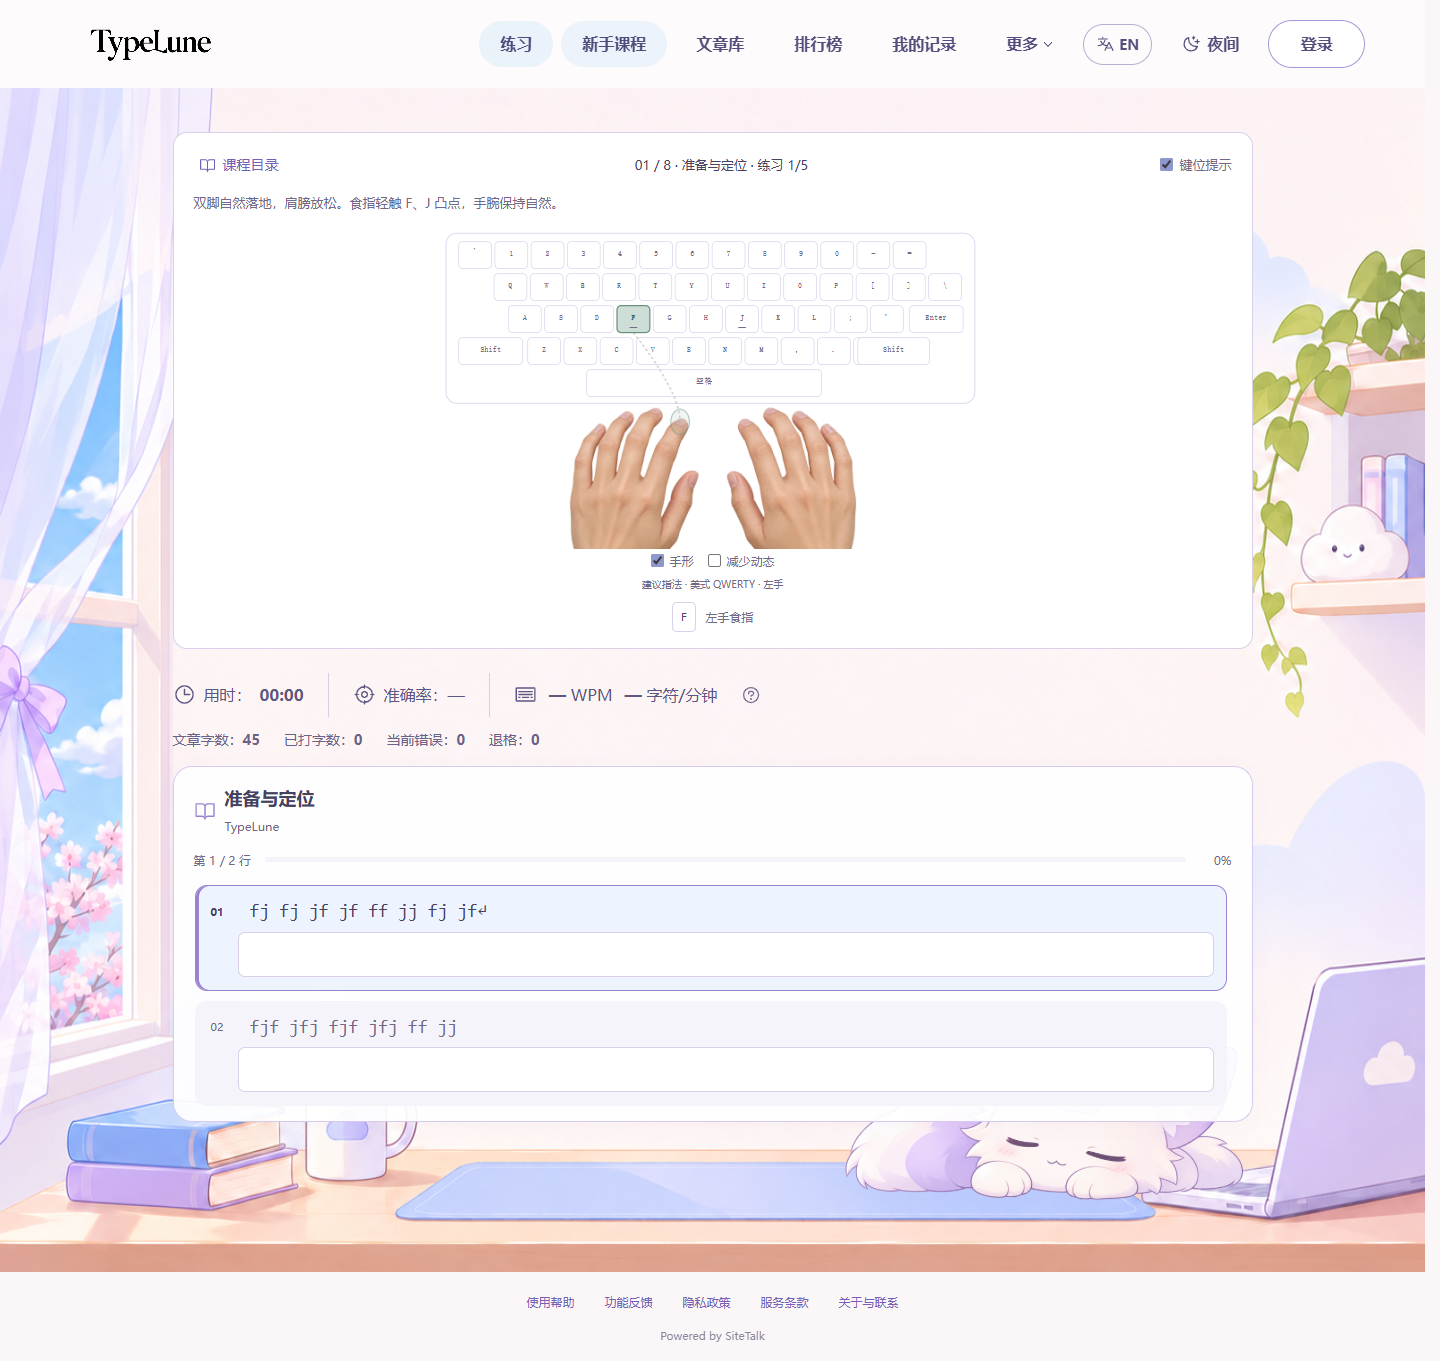 TypeLune 练习 新手课程 文章库 排行榜 我的记录 更多 EN 夜间 登录
课程目录 01 / 8 · 准备与定位 · 练习 1/5 键位提示
双脚自然落地，肩膀放松。食指轻触 F、J 凸点，手腕保持自然。
` 1 2 3 4 5 6 7 8 9 0 - =
Q W E R T Y U I O P [ ] \
A S D F G H J K L ; ' Enter
Shift Z X C V B N M , . Shift
空格
手形 减少动态
建议指法 · 美式 QWERTY · 左手
F 左手食指
用时： 00:00 准确率：— — WPM — 字符/分钟
文章字数：45 已打字数：0 当前错误：0 退格：0
准备与定位
TypeLune
第 1 / 2 行 0%
01 fj fj jf jf ff jj fj jf↵
02 fjf jfj fjf jfj ff jj
使用帮助 功能反馈 隐私政策 服务条款 关于与联系
Powered by SiteTalk